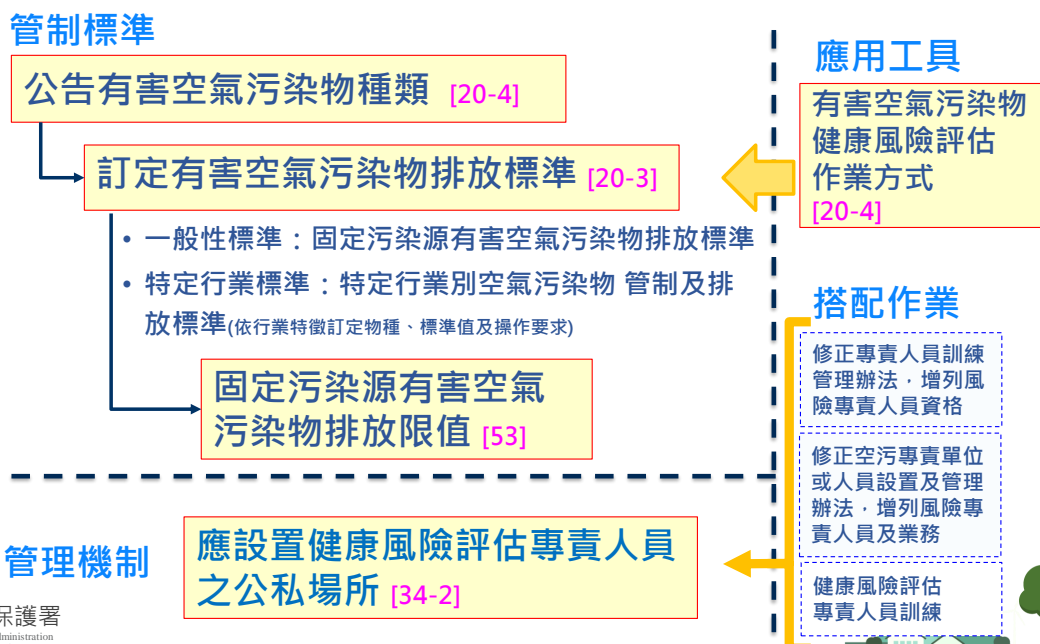 管制標準
公告有害空氣污染物種類 [20-4]
訂定有害空氣污染物排放標準 [20-3]
• 一般性標準：固定污染源有害空氣污染物排放標準
• 特定行業標準：特定行業別空氣污染物 管制及排
放標準(依行業特徵訂定物種、標準值及操作要求)
固定污染源有害空氣
污染物排放限值 [53]
應用工具
有害空氣污染物
健康風險評估
作業方式
[20-4]
搭配作業
修正專責人員訓練
管理辦法，增列風
險專責人員資格
修正空污專責單位
或人員設置及管理
辦法，增列風險專
責人員及業務
健康風險評估
專責人員訓練
管理機制
應設置健康風險評估專責人員
之公私場所 [34-2]
保護署
ministration